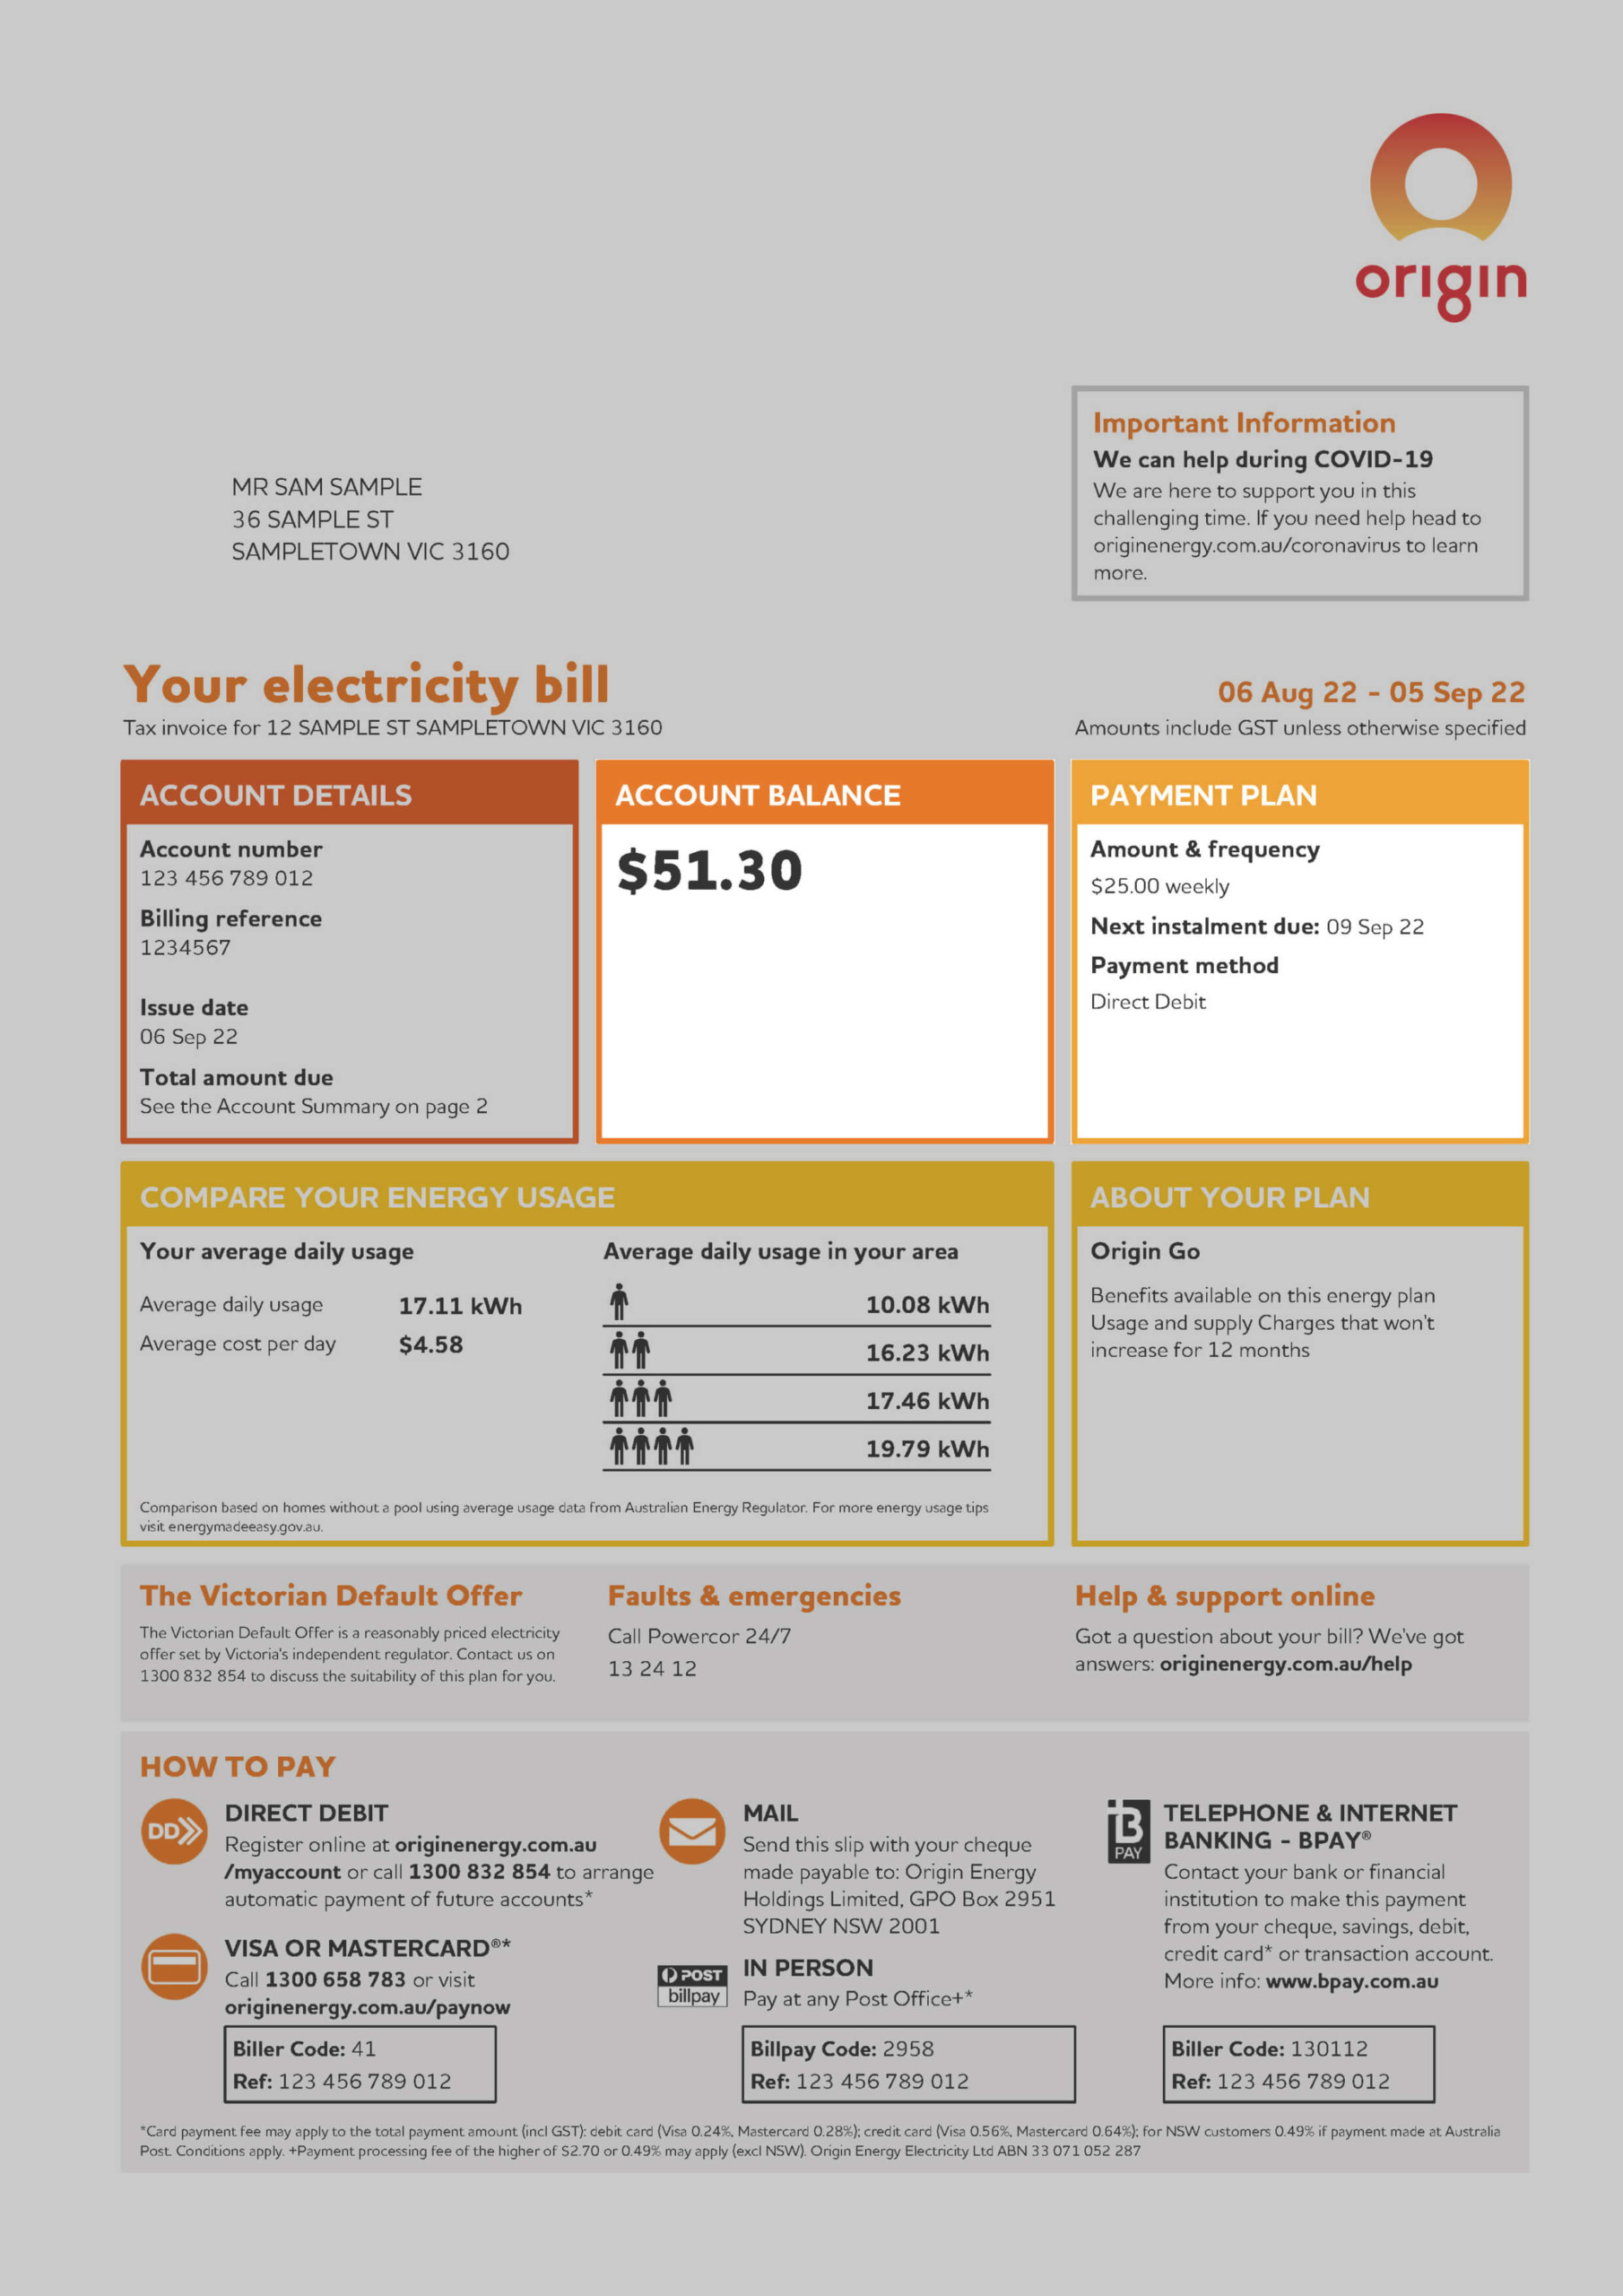 origin
Important Information
We can help during COVID-19
We are here to support you in this
challenging time. If you need help head to
originenergy.com.au/coronavirus to learn
more.
MR SAM SAMPLE
36 SAMPLE ST
SAMPLETOWN VIC 3160
Your electricity bill
Tax invoice for 12 SAMPLE ST SAMPLETOWN VIC 3160
06 Aug 22 - 05 Sep 22
Amounts include GST unless otherwise specified
ACCOUNT DETAILS
Account number
123 456 789 012
Billing reference
1234567
Issue date
06 Sep 22
Total amount due
See the Account Summary on page 2
ACCOUNT BALANCE
$51.30
PAYMENT PLAN
Amount & frequency
$25.00 weekly
Next instalment due: 09 Sep 22
Payment method
Direct Debit
COMPARE YOUR ENERGY USAGE
Your average daily usage
Average daily usage 17.11 kWh
Average cost per day $4.58
Average daily usage in your area
10.08 kWh
16.23 kWh
17.46 kWh
19.79 kWh
Comparison based on homes without a pool using average usage data from Australian Energy Regulator. For more energy usage tips
visit energymadeeasy.gov.au.
ABOUT YOUR PLAN
Origin Go
Benefits available on this energy plan
Usage and supply Charges that won't
increase for 12 months
The Victorian Default Offer
The Victorian Default Offer is a reasonably priced electricity
offer set by Victoria's independent regulator. Contact us on
1300 832 854 to discuss the suitability of this plan for you.
Faults & emergencies
Call Powercor 24/7
13 24 12
Help & support online
Got a question about your bill? We've got
answers: originenergy.com.au/help
HOW TO PAY
DD
DIRECT DEBIT
Register online at originenergy.com.au
/myaccount or call 1300 832 854 to arrange
automatic payment of future accounts*
VISA OR MASTERCARD®*
Call 1300 658 783 or visit
originenergy.com.au/paynow
Biller Code: 41
Ref: 123 456 789 012
MAIL
Send this slip with your cheque
made payable to: Origin Energy
Holdings Limited, GPO Box 2951
SYDNEY NSW 2001
POST
billpay
IN PERSON
Pay at any Post Office+*
Billpay Code: 2958
Ref: 123 456 789 012
B
PAY
TELEPHONE & INTERNET
BANKING - BPAY®
Contact your bank or financial
institution to make this payment
from your cheque, savings, debit,
credit card* or transaction account.
More info: www.bpay.com.au
Biller Code: 130112
Ref: 123 456 789 012
*Card payment fee may apply to the total payment amount (incl GST): debit card (Visa 0.24%, Mastercard 0.28%); credit card (Visa 0.56%, Mastercard 0.64%); for NSW customers 0.49% if payment made at Australia
Post. Conditions apply. +Payment processing fee of the higher of $2.70 or 0.49% may apply (excl NSW). Origin Energy Electricity Ltd ABN 33 071 052 287